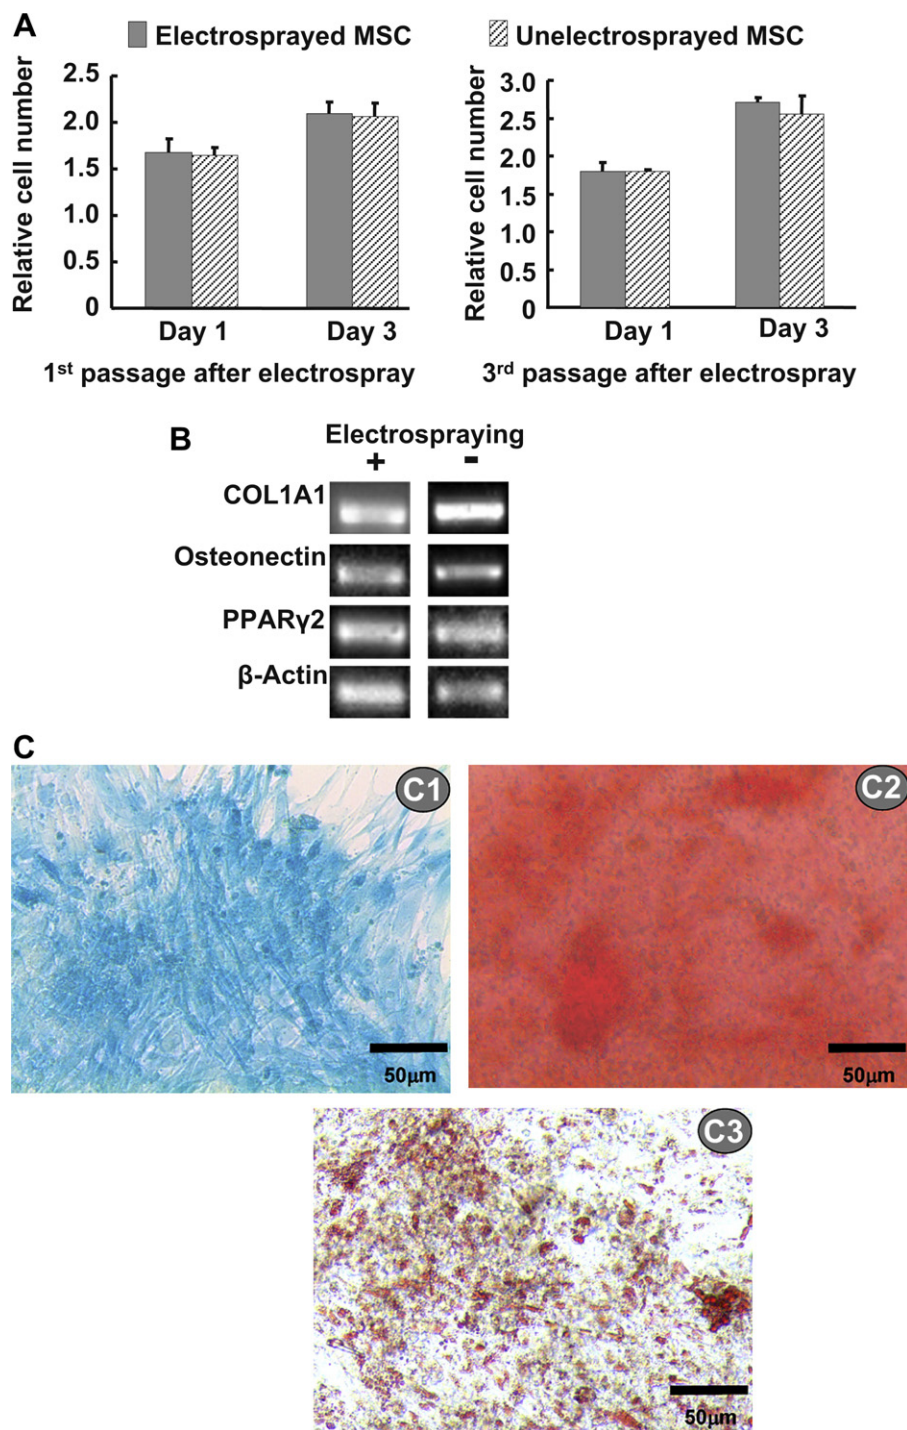 A
Electrosprayed MSC
Unelectrosprayed MSC
Relative cell number
2.5
2.0
1.5
1.0
0.5
0
Day 1
Day 3
1st passage after electrospray
Relative cell number
3.0
2.5
2.0
1.5
1.0
0.5
0
Day 1
Day 3
3rd passage after electrospray
B
Electrospraying
+ -
COL1A1
Osteonectin
PPARγ2
β-Actin
C
C1
50μm
C2
50μm
C3
50μm